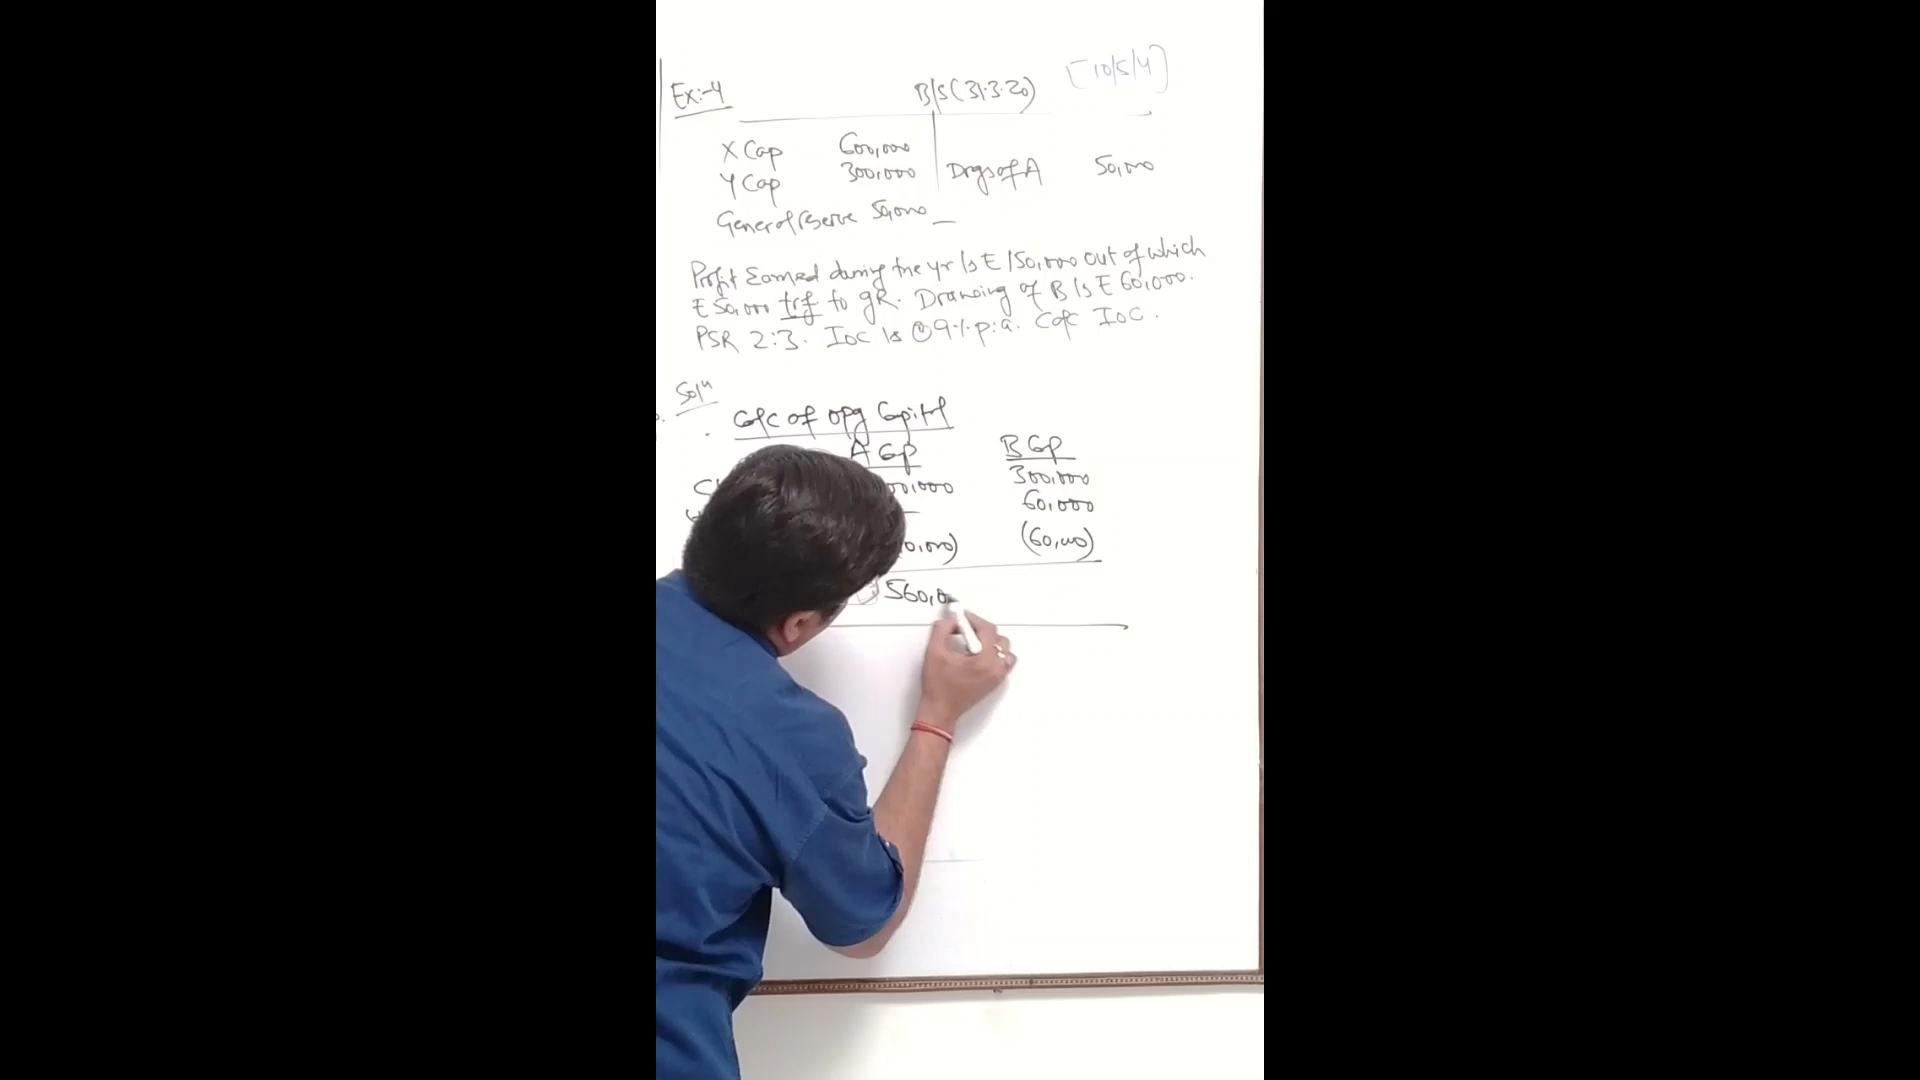 Ex:-4 B/S (31.3.20) [10/5/4]
X Cap 600,000
Y Cap 300,000 Drgs of A 50,000
General reserve 50,000
Profit Earned during the yr is ₹ 150,000 out of which
₹ 50,000 trf to gR. Drawing of B is ₹ 60,000.
PSR 2:3. IOC is @ 9% p.a. Calc IOC.
Solⁿ
Calc of opg Capital
A Cap B Cap
300,000
60,000
(60,000)
560,0